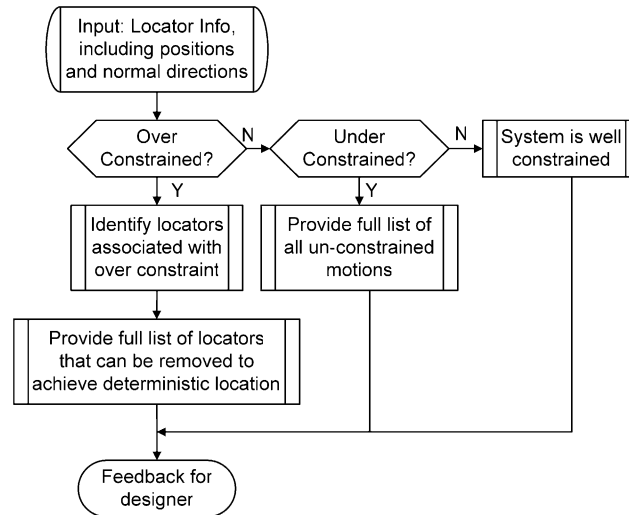 Input: Locator Info,
including positions
and normal directions
Over
Constrained?
N
Under
Constrained?
N
System is well
constrained
Y
Y
Identify locators
associated with
over constraint
Provide full list of
all un-constrained
motions
Provide full list of locators
that can be removed to
achieve deterministic location
Feedback for
designer